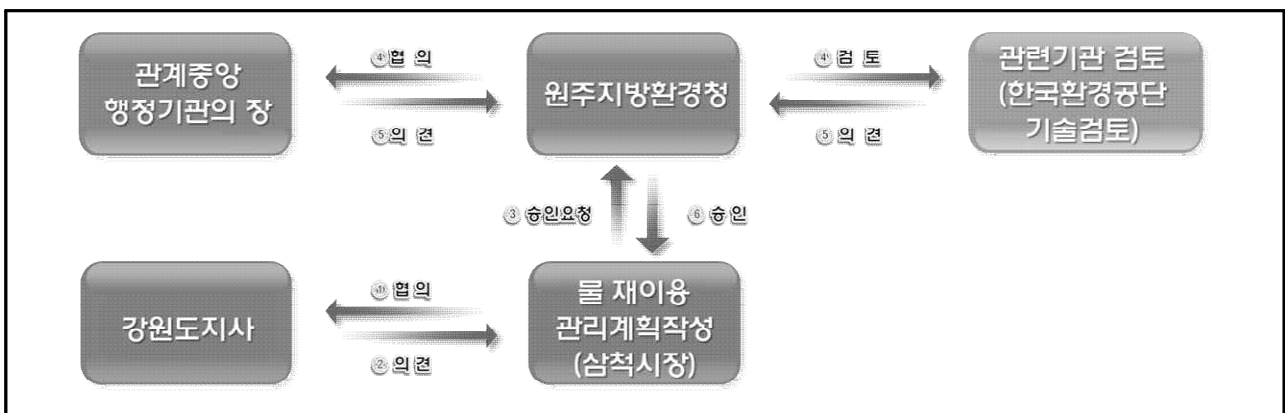 관계중앙
행정기관의 장
④ 협 의
⑤ 의 견
원주지방환경청
④ 검 토
⑤ 의 견
관련기관 검토
(한국환경공단
기술검토)
③ 승인요청
⑥ 승 인
강원도지사
① 협 의
② 의 견
물 재이용
관리계획작성
(삼척시장)